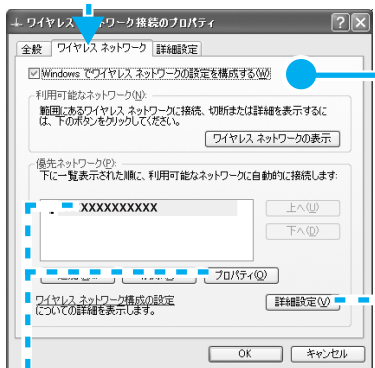 ワイヤレス ネットワーク接続のプロパティ
全般 ワイヤレス ネットワーク 詳細設定
Windows でワイヤレス ネットワークの設定を構成する(W)
利用可能なネットワーク(N):
範囲にあるワイヤレス ネットワークに接続、切断または詳細を表示するに
は、下のボタンをクリックしてください。
ワイヤレス ネットワークの表示
優先ネットワーク(P):
下に一覧表示された順に、利用可能なネットワークに自動的に接続します:
XXXXXXXXXX
上へ(U)
下へ(D)
プロパティ(O)
ワイヤレス ネットワーク構成の設定
についての詳細を表示します。
詳細設定(V)
OK キャンセル